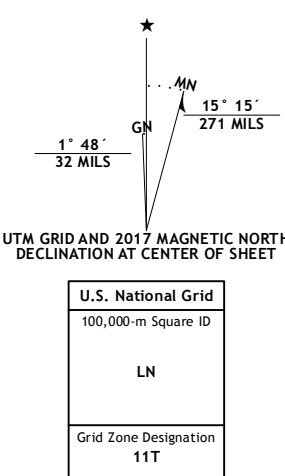 ★
MN
GN
15° 15´
271 MILS
1° 48´
32 MILS
UTM GRID AND 2017 MAGNETIC NORTH
DECLINATION AT CENTER OF SHEET
U.S. National Grid
100,000-m Square ID
LN
Grid Zone Designation
11T